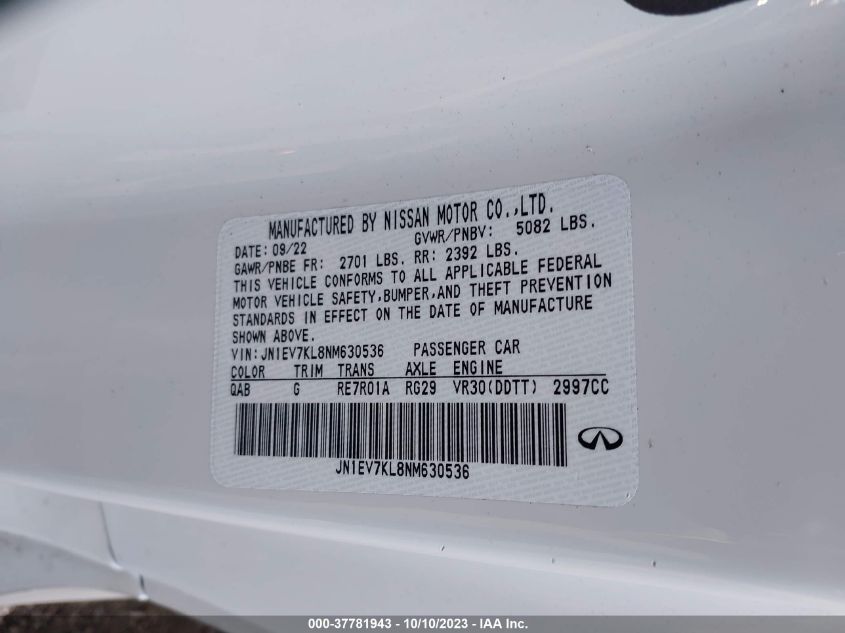 MANUFACTURED BY NISSAN MOTOR CO.,LTD.
DATE: 09/22 GVWR/PNBV: 5082 LBS.
GAWR/PNBE FR: 2701 LBS. RR: 2392 LBS.
THIS VEHICLE CONFORMS TO ALL APPLICABLE FEDERAL
MOTOR VEHICLE SAFETY,BUMPER,AND THEFT PREVENTION
STANDARDS IN EFFECT ON THE DATE OF MANUFACTURE
SHOWN ABOVE.
VIN:JN1EV7KL8NM630536 PASSENGER CAR
COLOR TRIM TRANS AXLE ENGINE
QAB G RE7R01A RG29 VR30(DDTT) 2997CC
JN1EV7KL8NM630536
000-37781943 - 10/10/2023 - IAA Inc.